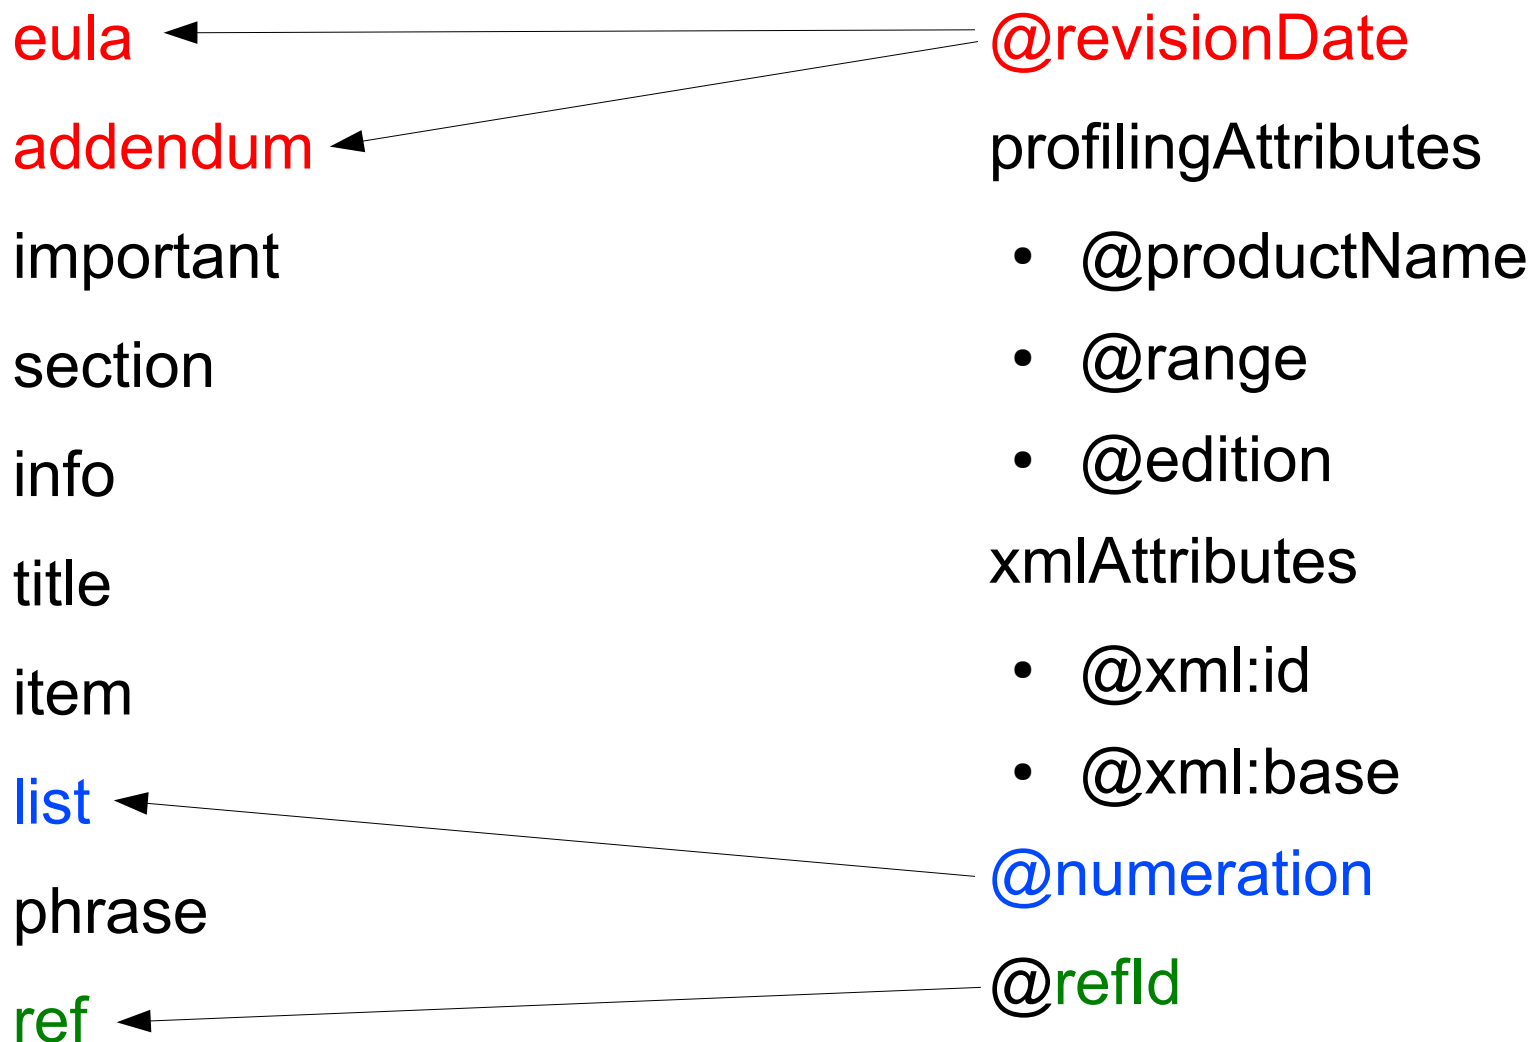 eula
addendum
important
section
info
title
item
list
phrase
ref
@revisionDate
profilingAttributes
• @productName
• @range
• @edition
xmlAttributes
• @xml:id
• @xml:base
@numeration
@refId